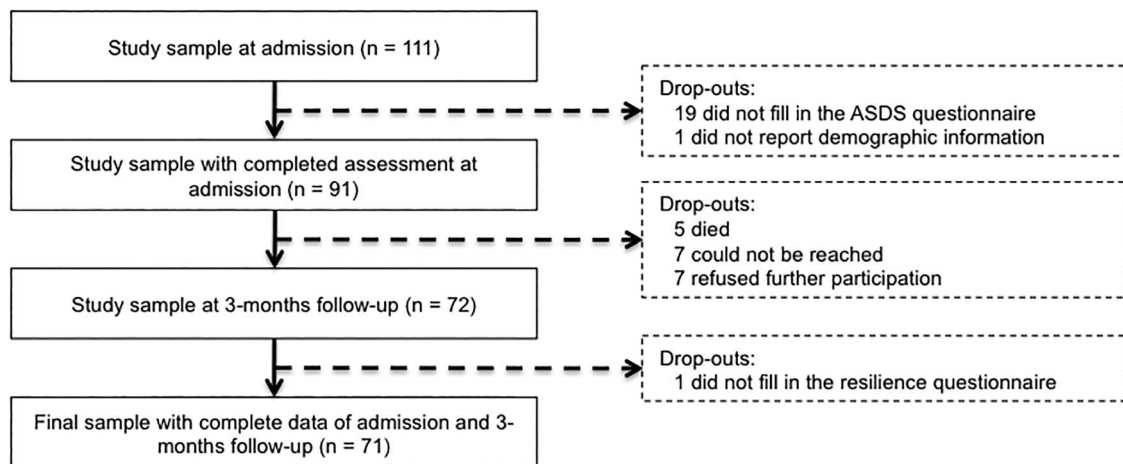 Study sample at admission (n = 111)
Drop-outs:
19 did not fill in the ASDS questionnaire
1 did not report demographic information
Study sample with completed assessment at
admission (n = 91)
Drop-outs:
5 died
7 could not be reached
7 refused further participation
Study sample at 3-months follow-up (n = 72)
Drop-outs:
1 did not fill in the resilience questionnaire
Final sample with complete data of admission and 3-
months follow-up (n = 71)